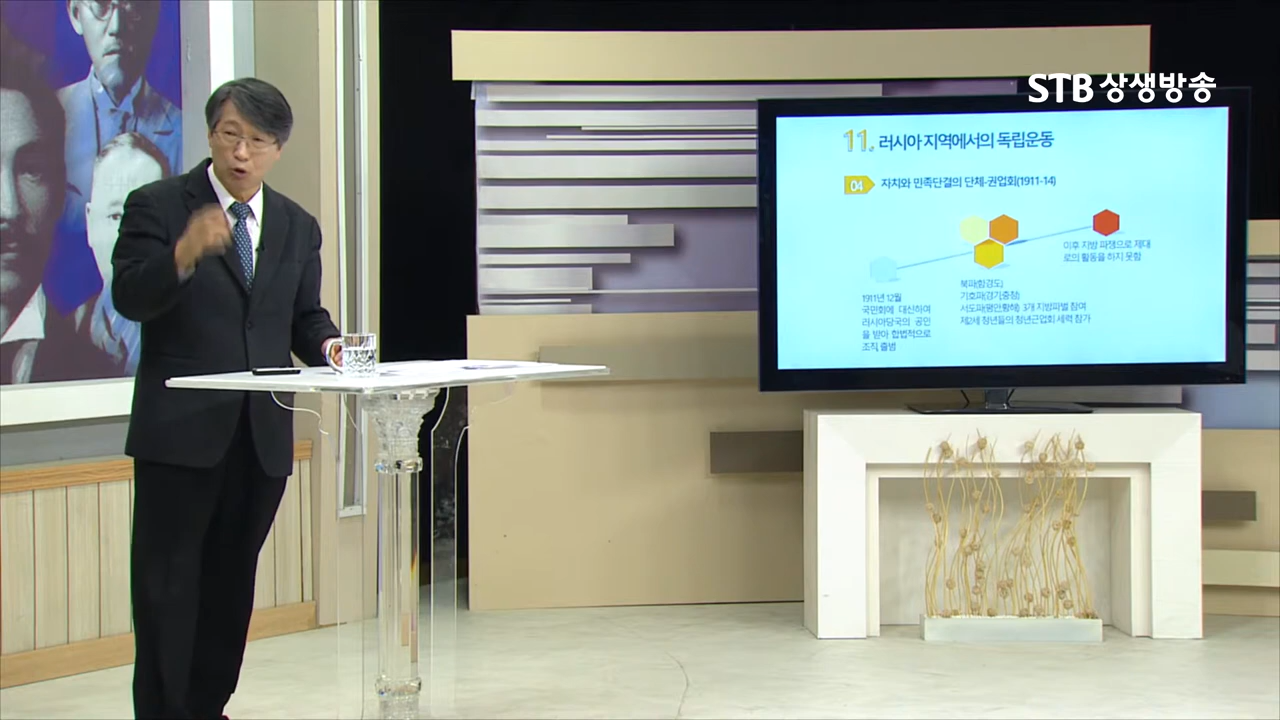 STB 상생방송
11. 러시아 지역에서의 독립운동
04 자치와 민족단결의 단체-권업회(1911-14)
1911년 12월
국민회에 대신하여
러시아당국의 공인
을 받아 합법적으로
조직, 출범
북파(함경도)
기호파(경기충청)
서도파(평안황해) 3개 지방파벌 참여
제2세 청년들의 청년근업회 세력 참가
이후 지방 파쟁으로 제대
로의 활동을 하지 못함